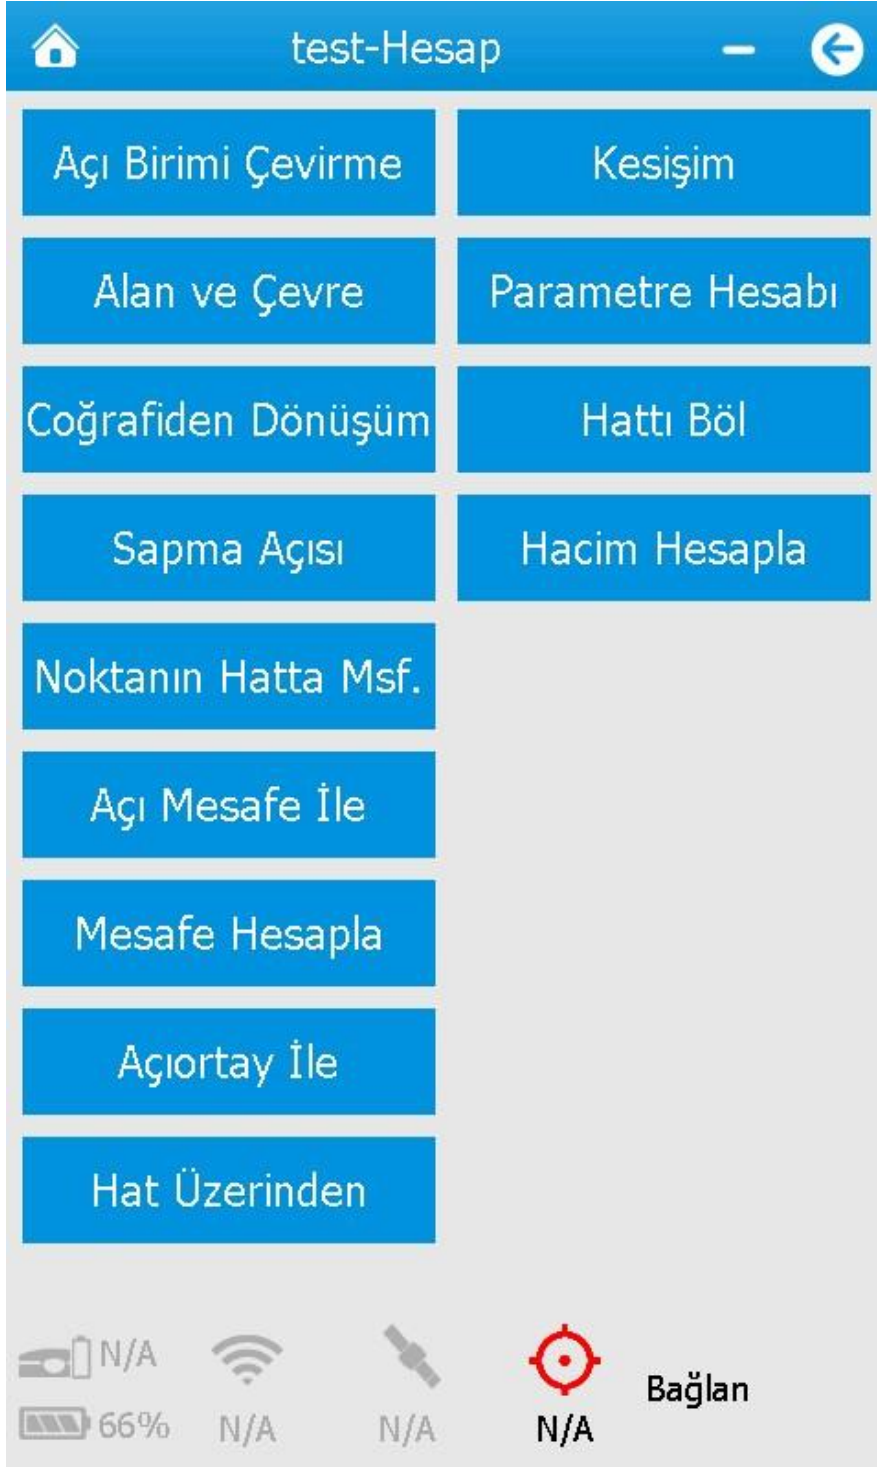 test-Hesap
Açı Birimi Çevirme
Kesişim
Alan ve Çevre
Parametre Hesabı
Coğrafiden Dönüşüm
Hattı Böl
Sapma Açısı
Hacim Hesapla
Noktanın Hatta Msf.
Açı Mesafe İle
Mesafe Hesapla
Açıortay İle
Hat Üzerinden
N/A
66%
N/A
N/A
N/A
Bağlan